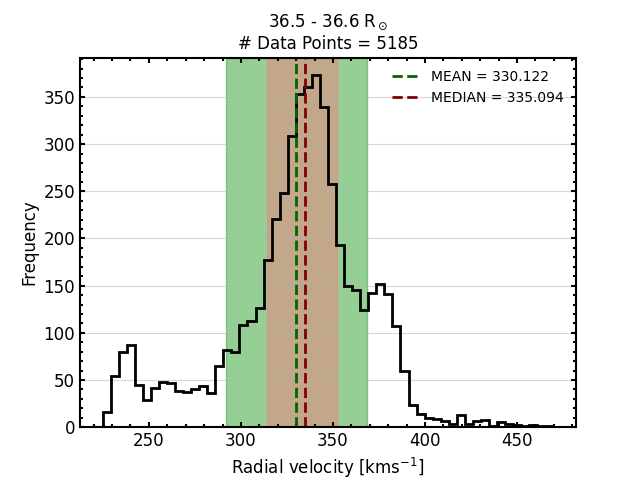 36.5 - 36.6 R⊙
# Data Points = 5185
MEAN = 330.122
MEDIAN = 335.094
Frequency
350
300
250
200
150
100
50
0
250 300 350 400 450
Radial velocity [kms⁻¹]